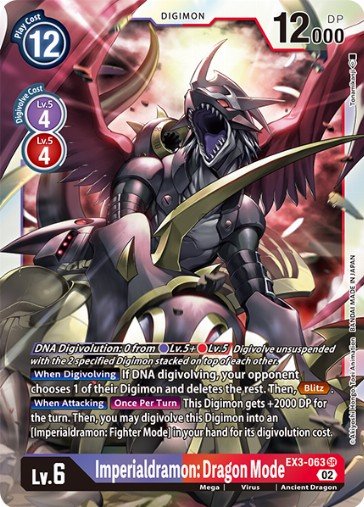 Play Cost
12
DIGIMON
12000
DP
Digivolve Cost
Lv.5
4
Lv.5
4
DNA Digivolution: 0 from Lv.5+ Lv.5 Digivolve unsuspended
with the 2 specified Digimon stacked on top of each other.
When Digivolving If DNA digivolving, your opponent
chooses 1 of their Digimon and deletes the rest. Then, Blitz.
When Attacking Once Per Turn This Digimon gets +2000 DP for
the turn. Then, you may digivolve this Digimon into an
[Imperialdramon: Fighter Mode] in your hand for its digivolution cost.
Lv.6
Imperialdramon: Dragon Mode
EX3-063 SR
02
Mega Virus Ancient Dragon
BANDAI MADE IN JAPAN